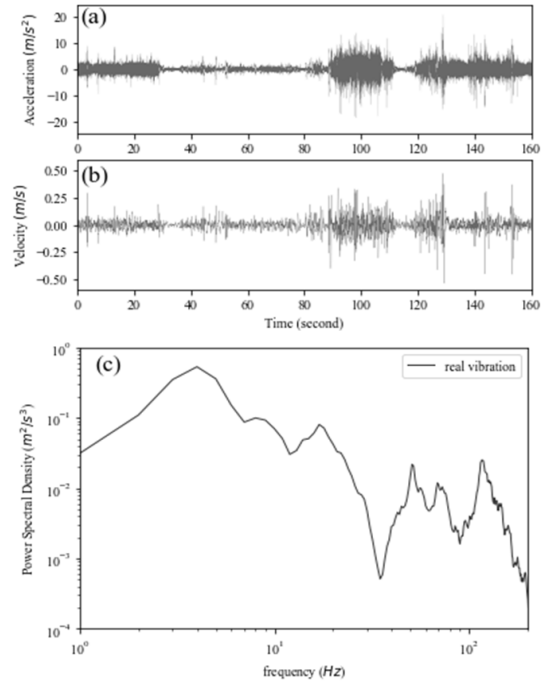 (a)
Acceleration (m/s²)
20
10
0
−10
−20
0 20 40 60 80 100 120 140 160
(b)
Velocity (m/s)
0.50
0.25
0.00
−0.25
−0.50
0 20 40 60 80 100 120 140 160
Time (second)
(c)
real vibration
Power Spectral Density (m²/s³)
10⁰
10⁻¹
10⁻²
10⁻³
10⁻⁴
10⁰ 10¹ 10²
frequency (Hz)